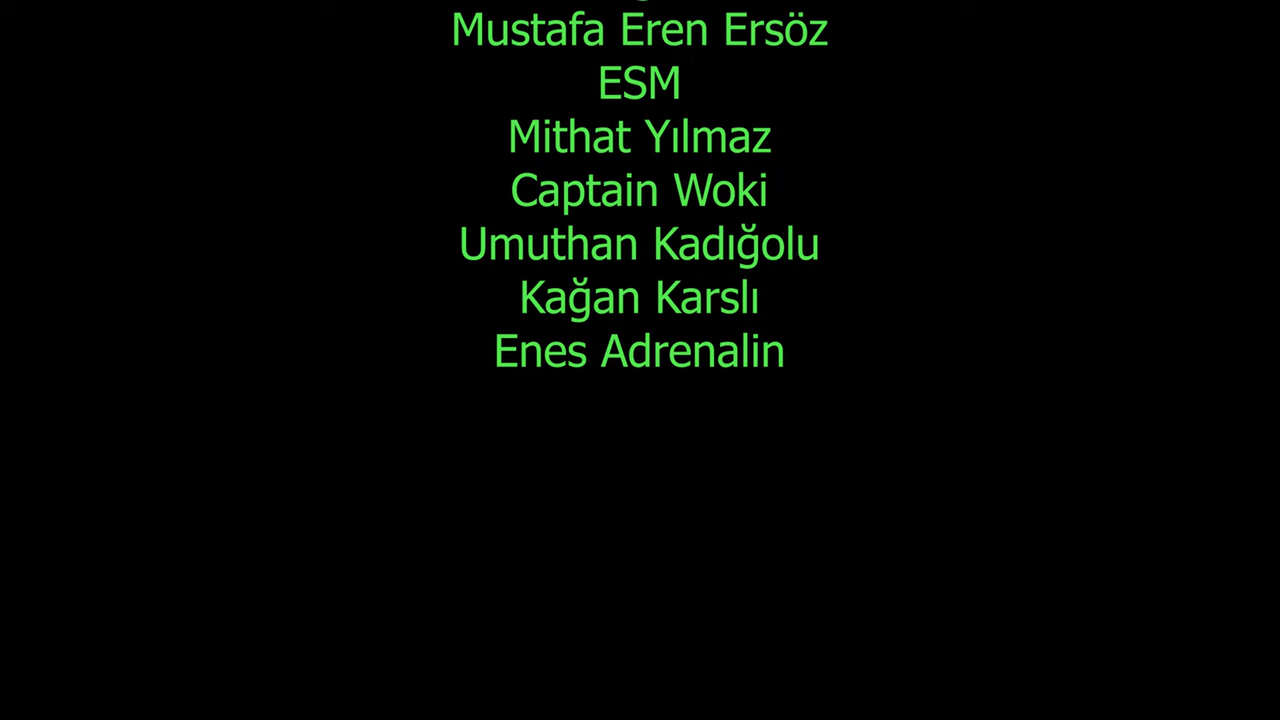 Mustafa Eren Ersöz
ESM
Mithat Yılmaz
Captain Woki
Umuthan Kadığolu
Kağan Karslı
Enes Adrenalin